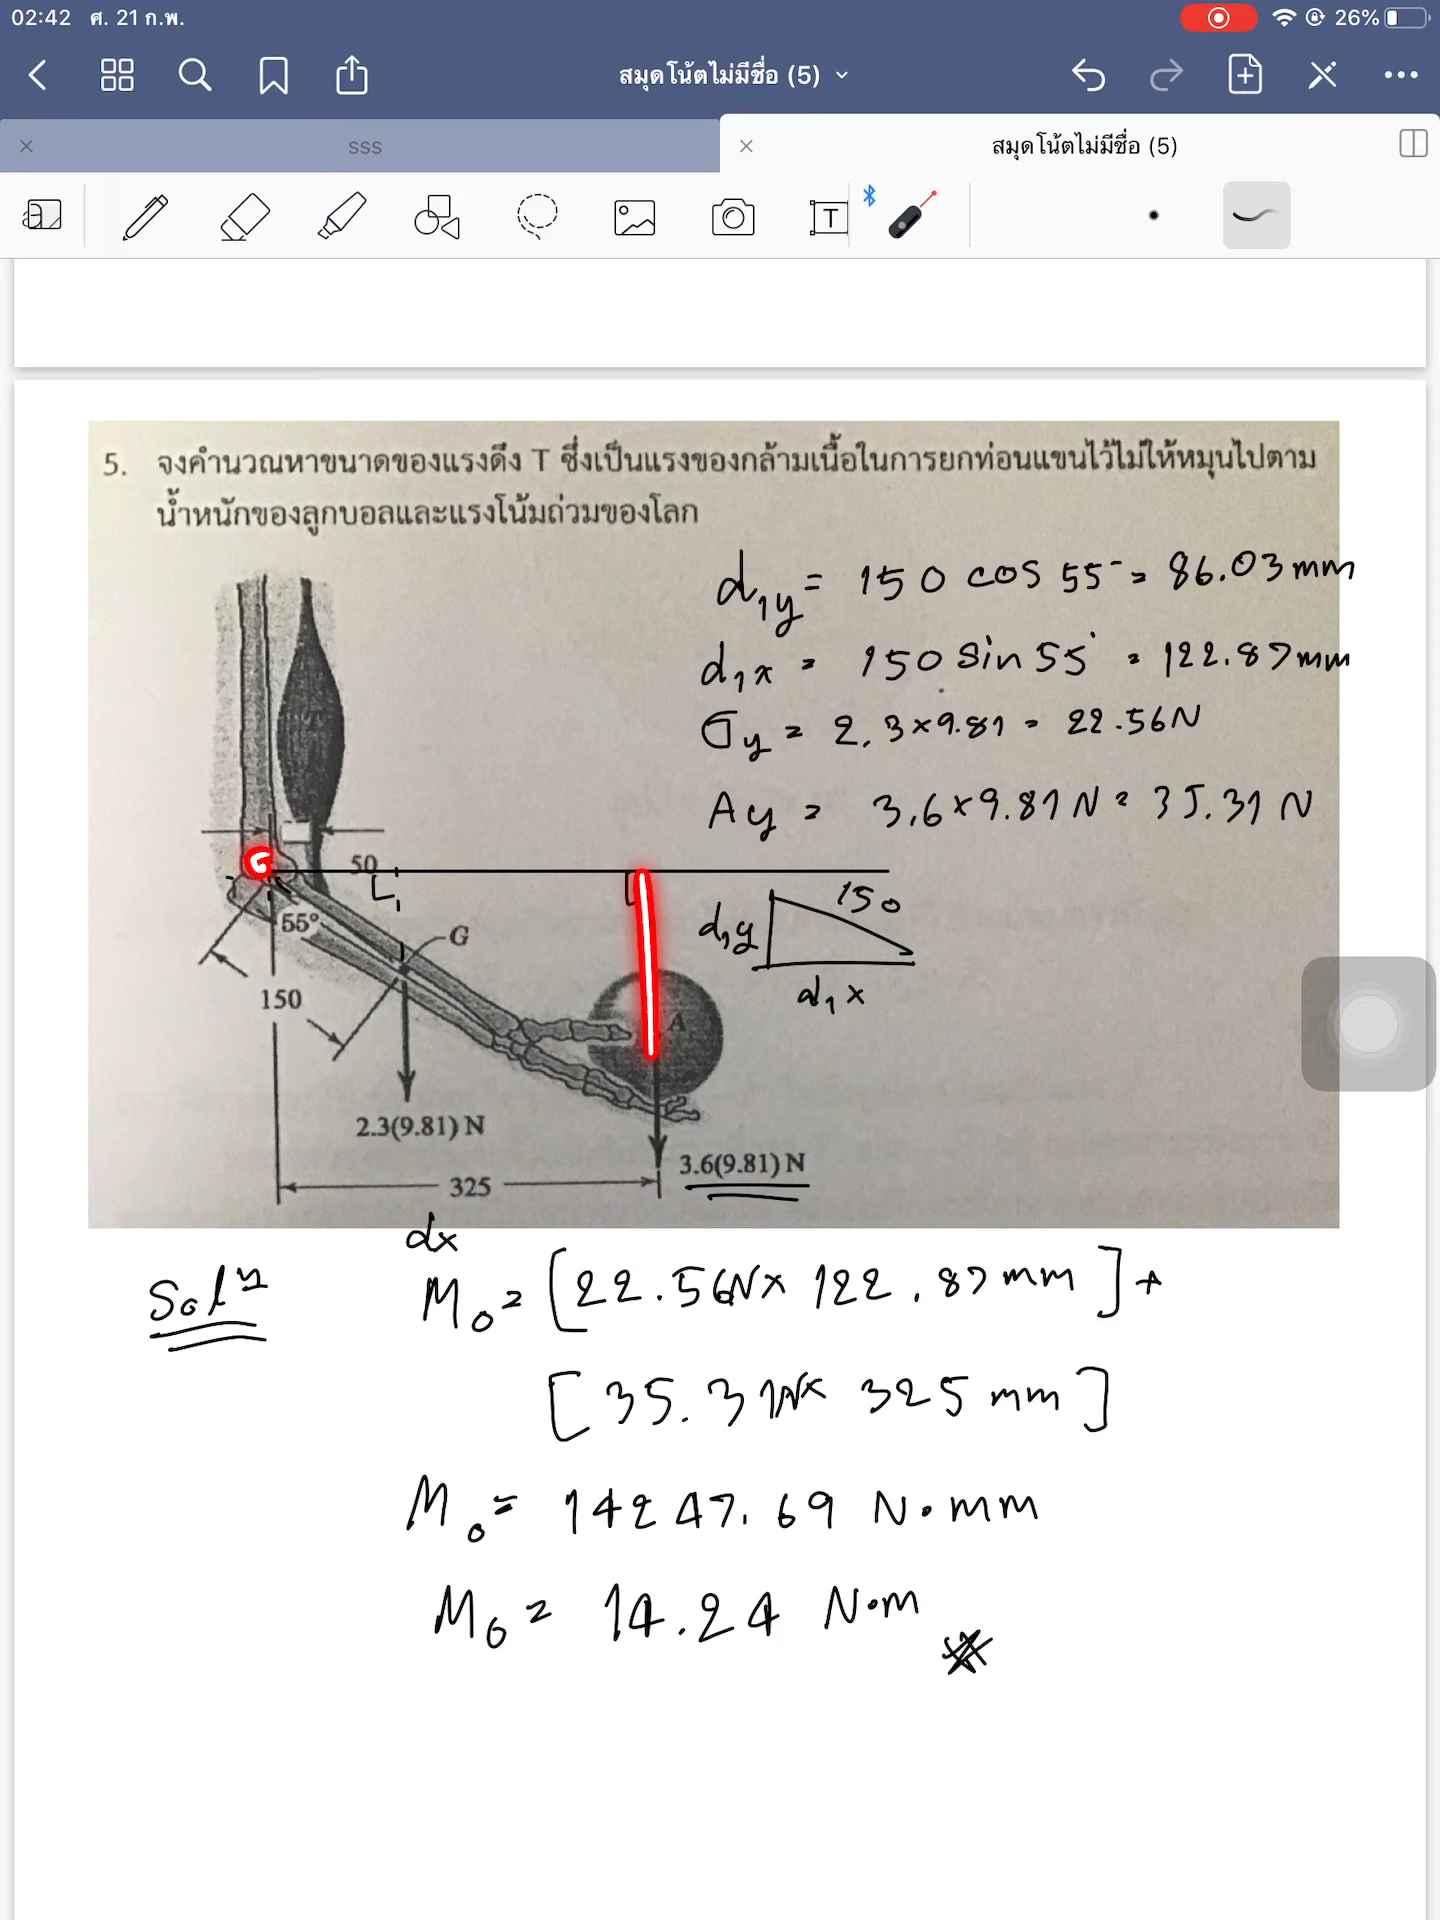 02:42 ศ. 21 ก.พ.
26%
สมุดโน้ตไม่มีชื่อ (5)
sss
สมุดโน้ตไม่มีชื่อ (5)
T
5. จงคำนวณหาขนาดของแรงดึง T ซึ่งเป็นแรงของกล้ามเนื้อในการยกท่อนแขนไว้ไม่ให้หมุนไปตาม
น้ำหนักของลูกบอลและแรงโน้มถ่วมของโลก
d₁y = 150 cos 55° = 86.03 mm
d₁x = 150 sin 55° = 122.87 mm
Gy = 2.3×9.81 = 22.56N
Ay = 3.6×9.81 N = 35.31 N
50
150
d₁y
55°
G
d₁x
150
A
2.3(9.81) N
3.6(9.81) N
325
dx
Solⁿ
Mo = [22.56N× 122.87 mm] +
[35.31N× 325 mm]
Mo = 14247.69 N·mm
Mo = 14.24 N·m